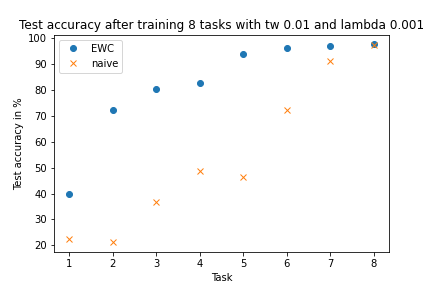 Test accuracy after training 8 tasks with tw 0.01 and lambda 0.001
100
90
80
70
60
50
40
30
20
Test accuracy in %
EWC
naive
1 2 3 4 5 6 7 8
Task